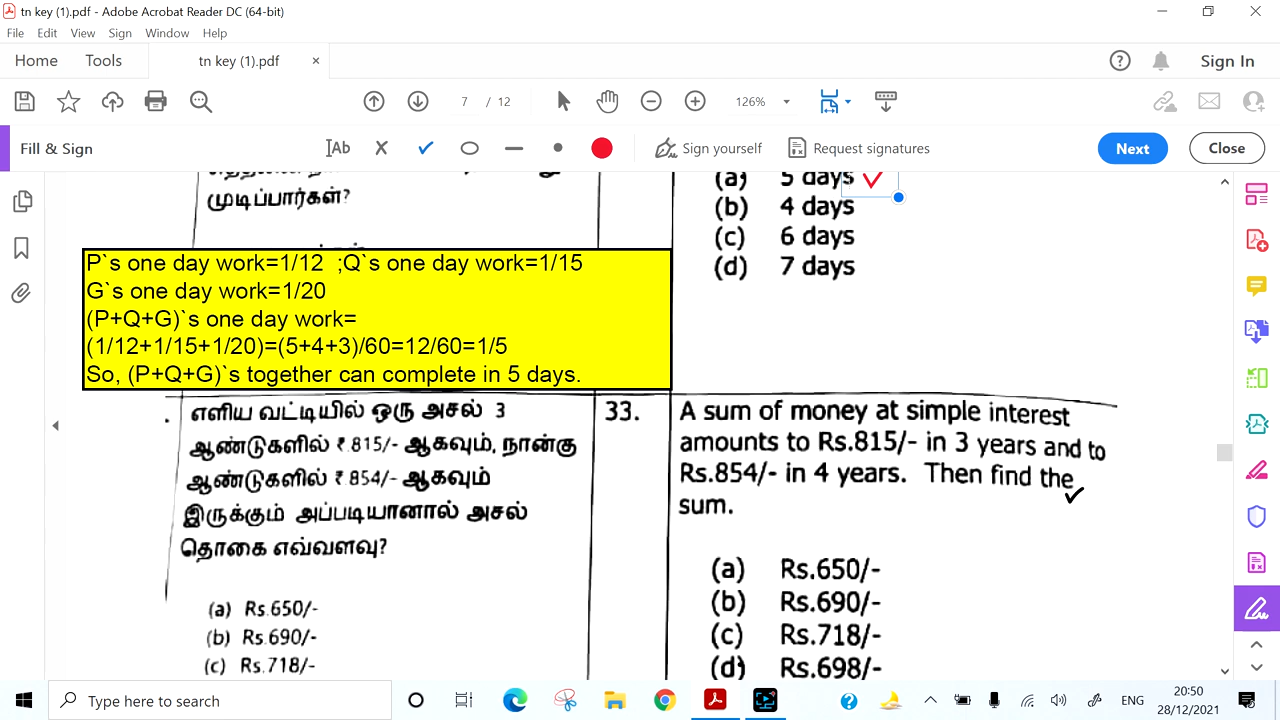 tn key (1).pdf - Adobe Acrobat Reader DC (64-bit)
File Edit View Sign Window Help
Home Tools tn key (1).pdf × Sign In
7 / 12 126%
Fill & Sign Ab Sign yourself Request signatures Next Close
முடிப்பார்கள்?
(a) 5 days
(b) 4 days
(c) 6 days
(d) 7 days
P`s one day work=1/12 ;Q`s one day work=1/15
G`s one day work=1/20
(P+Q+G)`s one day work=
(1/12+1/15+1/20)=(5+4+3)/60=12/60=1/5
So, (P+Q+G)`s together can complete in 5 days.
. எளிய வட்டியில் ஒரு அசல் 3
ஆண்டுகளில் ₹.815/- ஆகவும், நான்கு
ஆண்டுகளில் ₹.854/- ஆகவும்
இருக்கும் அப்படியானால் அசல்
தொகை எவ்வளவு?
(a) Rs.650/-
(b) Rs.690/-
(c) Rs.718/-
33. A sum of money at simple interest
amounts to Rs.815/- in 3 years and to
Rs.854/- in 4 years. Then find the
sum.
(a) Rs.650/-
(b) Rs.690/-
(c) Rs.718/-
(d) Rs.698/-
Type here to search
ENG 20:50
28/12/2021